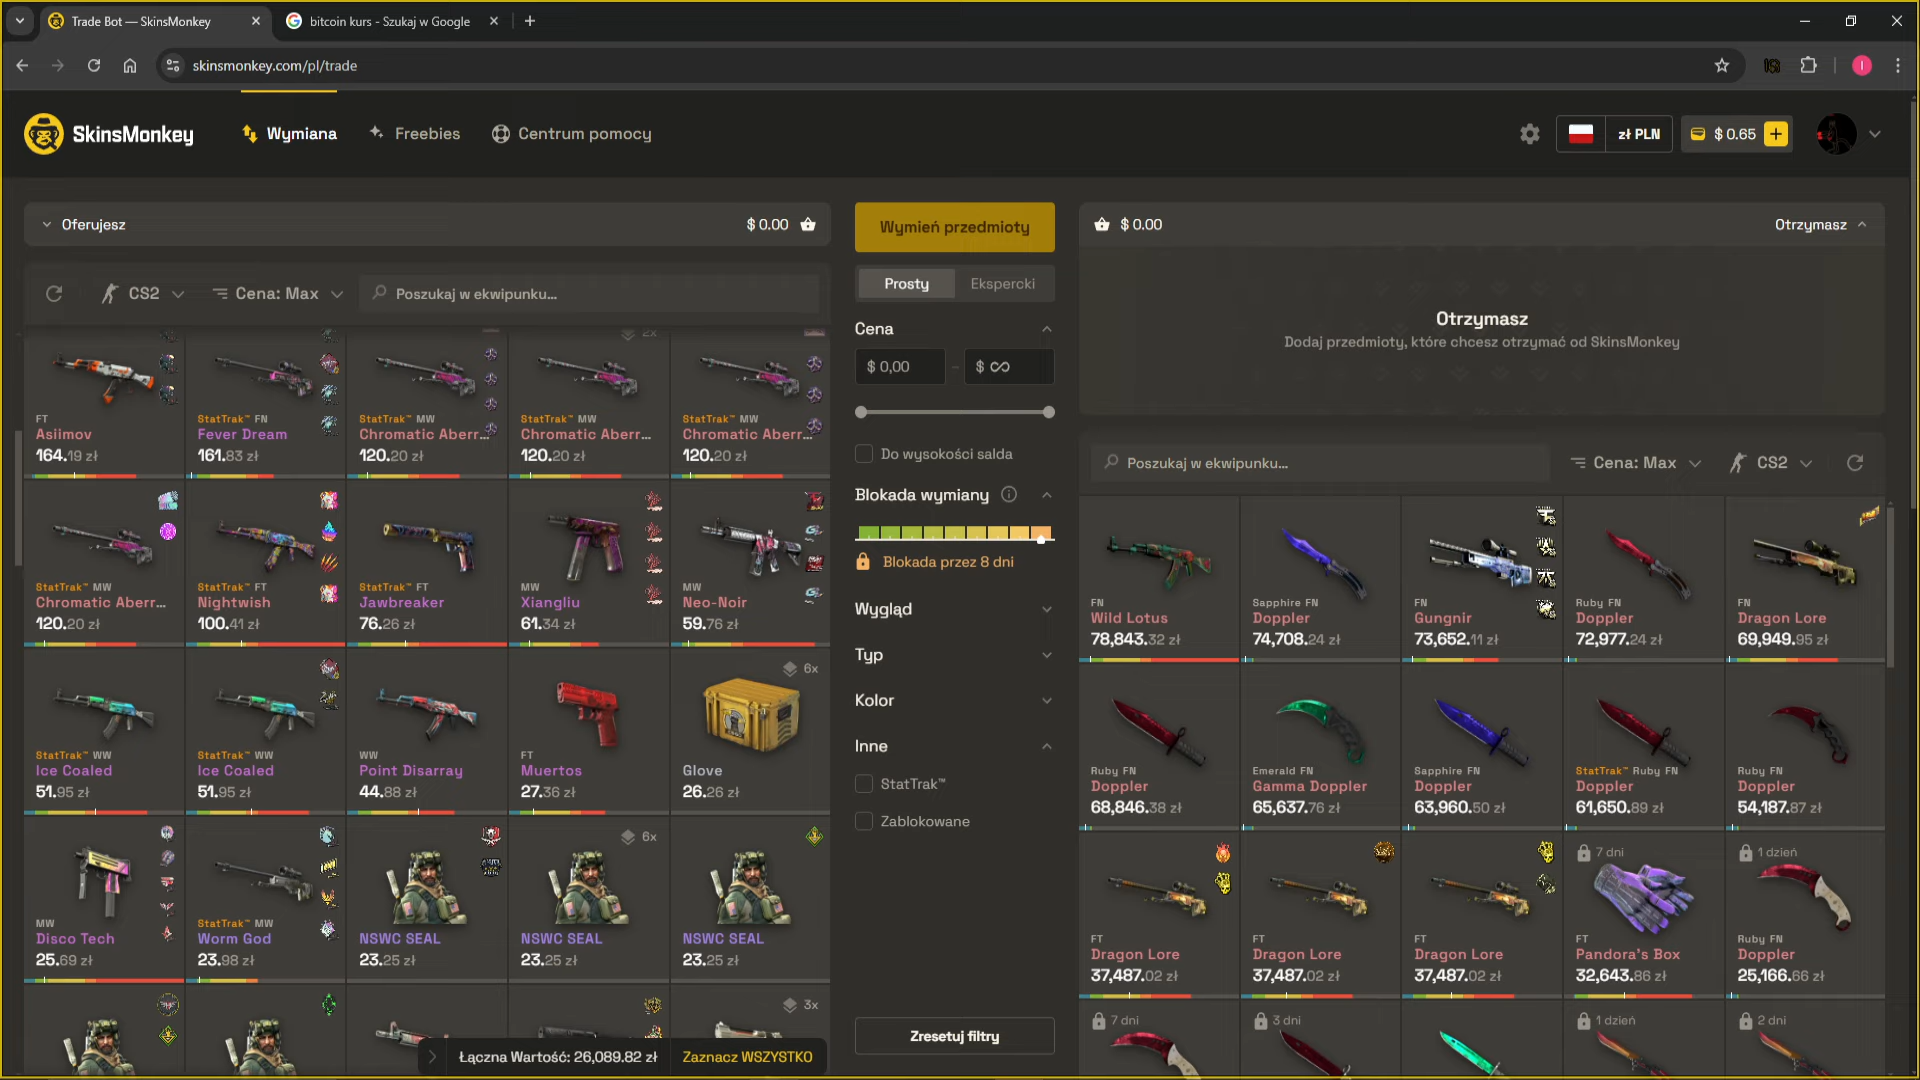 Trade Bot — SkinsMonkey
bitcoin kurs - Szukaj w Google
skinsmonkey.com/pl/trade
SkinsMonkey
Wymiana
Freebies
Centrum pomocy
zł PLN
$ 0.65
Oferujesz
$ 0.00
CS2
Cena: Max
Poszukaj w ekwipunku...
2x
FT
Asiimov
164.19 zł
StatTrak™ FN
Fever Dream
161.83 zł
StatTrak™ MW
Chromatic Aberr...
120.20 zł
StatTrak™ MW
Chromatic Aberr...
120.20 zł
StatTrak™ MW
Chromatic Aberr...
120.20 zł
StatTrak™ MW
Chromatic Aberr...
120.20 zł
StatTrak™ FT
Nightwish
100.41 zł
StatTrak™ FT
Jawbreaker
76.26 zł
MW
Xiangliu
61.34 zł
MW
Neo-Noir
59.76 zł
StatTrak™ WW
Ice Coaled
51.95 zł
StatTrak™ WW
Ice Coaled
51.95 zł
WW
Point Disarray
44.88 zł
FT
Muertos
27.36 zł
6x
Glove
26.26 zł
MW
Disco Tech
25.69 zł
StatTrak™ MW
Worm God
23.98 zł
NSWC SEAL
23.25 zł
6x
NSWC SEAL
23.25 zł
NSWC SEAL
23.25 zł
3x
Łączna Wartość: 26,089.82 zł
Zaznacz WSZYSTKO
Wymień przedmioty
Prosty
Ekspercki
Cena
$ 0,00
-
$ ∞
Do wysokości salda
Blokada wymiany
Blokada przez 8 dni
Wygląd
Typ
Kolor
Inne
StatTrak™
Zablokowane
Zresetuj filtry
$ 0.00
Otrzymasz
Otrzymasz
Dodaj przedmioty, które chcesz otrzymać od SkinsMonkey
Poszukaj w ekwipunku...
Cena: Max
CS2
FN
Wild Lotus
78,843.32 zł
Sapphire FN
Doppler
74,708.24 zł
FN
Gungnir
73,652.11 zł
Ruby FN
Doppler
72,977.24 zł
FN
Dragon Lore
69,949.95 zł
Ruby FN
Doppler
68,846.38 zł
Emerald FN
Gamma Doppler
65,637.76 zł
Sapphire FN
Doppler
63,960.50 zł
StatTrak™ Ruby FN
Doppler
61,650.89 zł
Ruby FN
Doppler
54,187.87 zł
FT
Dragon Lore
37,487.02 zł
FT
Dragon Lore
37,487.02 zł
FT
Dragon Lore
37,487.02 zł
7 dni
FT
Pandora's Box
32,643.86 zł
1 dzień
Ruby FN
Doppler
25,166.66 zł
7 dni
3 dni
1 dzień
2 dni